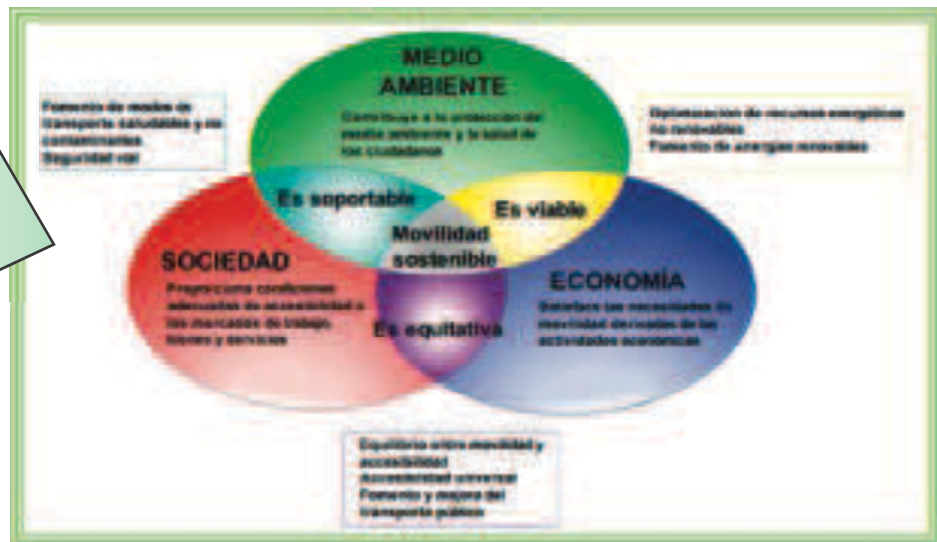 MEDIO
AMBIENTE
Contribuye a la protección del
medio ambiente y la salud de
los ciudadanos
Fomento de modos de
transporte saludables y no
contaminantes
Seguridad vial
Optimización de recursos energéticos
no renovables
Fomento de energías renovables
Es soportable
Es viable
Movilidad
sostenible
SOCIEDAD
Proporciona condiciones
adecuadas de accesibilidad a
los mercados de trabajo,
bienes y servicios
ECONOMÍA
Satisface las necesidades de
movilidad derivadas de las
actividades económicas
Es equitativa
Equilibrio entre movilidad y
accesibilidad
Accesibilidad universal
Fomento y mejora del
transporte público